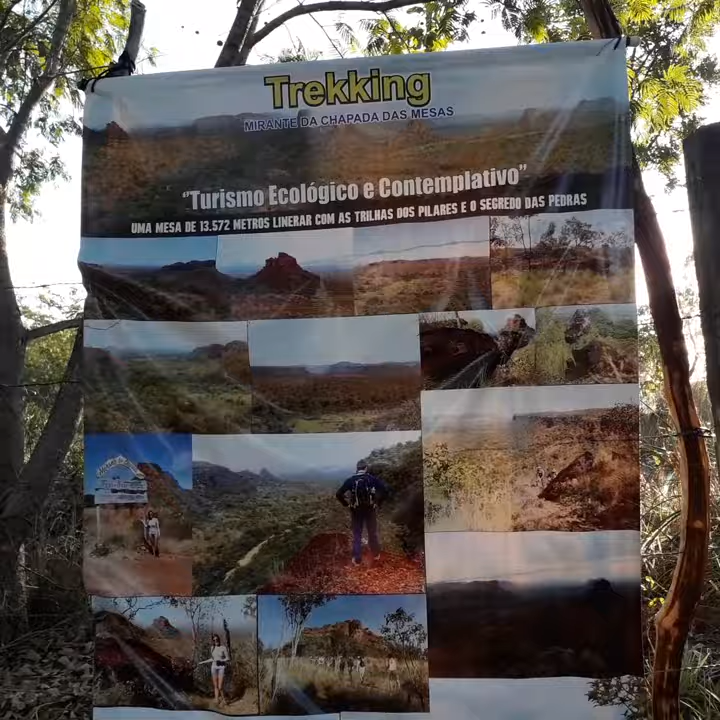 Trekking
MIRANTE DA CHAPADA DAS MESAS
"Turismo Ecológico e Contemplativo"
UMA MESA DE 13.572 METROS LINERAR COM AS TRILHAS DOS PILARES E O SEGREDO DAS PEDRAS